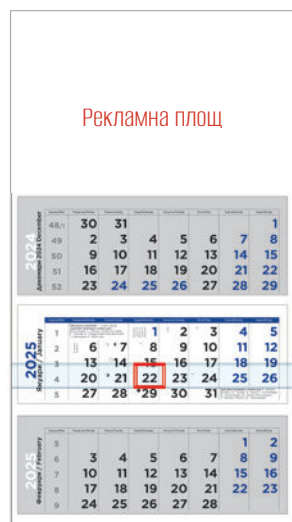 Рекламна площ
2024
Декември 2024 December
48/1 30 31 1
49 2 3 4 5 6 7 8
50 9 10 11 12 13 14 15
51 16 17 18 19 20 21 22
52 23 24 25 26 27 28 29
2025
Януари / January
1 1 2 3 4 5
2 6 7 8 9 10 11 12
3 13 14 15 16 17 18 19
4 20 21 22 23 24 25 26
5 27 28 29 30 31
2025
Февруари / February
5 1 2
6 3 4 5 6 7 8 9
7 10 11 12 13 14 15 16
8 17 18 19 20 21 22 23
9 24 25 26 27 28